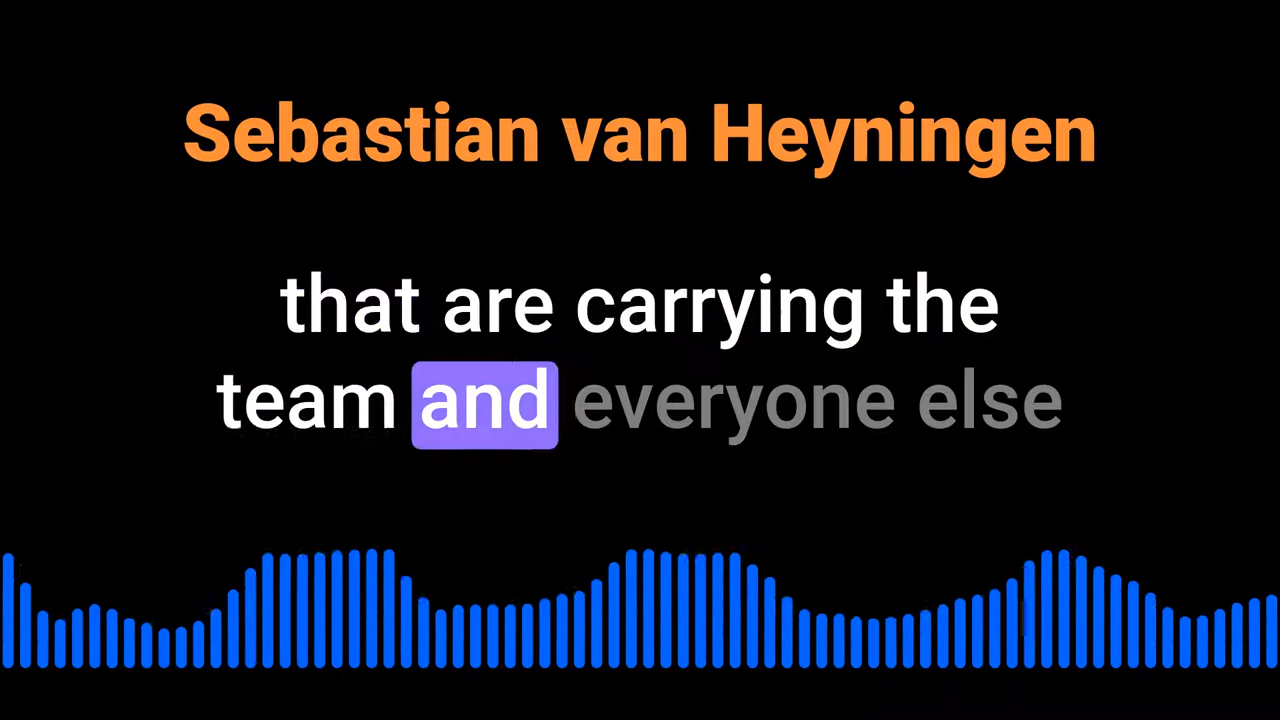 Sebastian van Heyningen
that are carrying the
team and everyone else